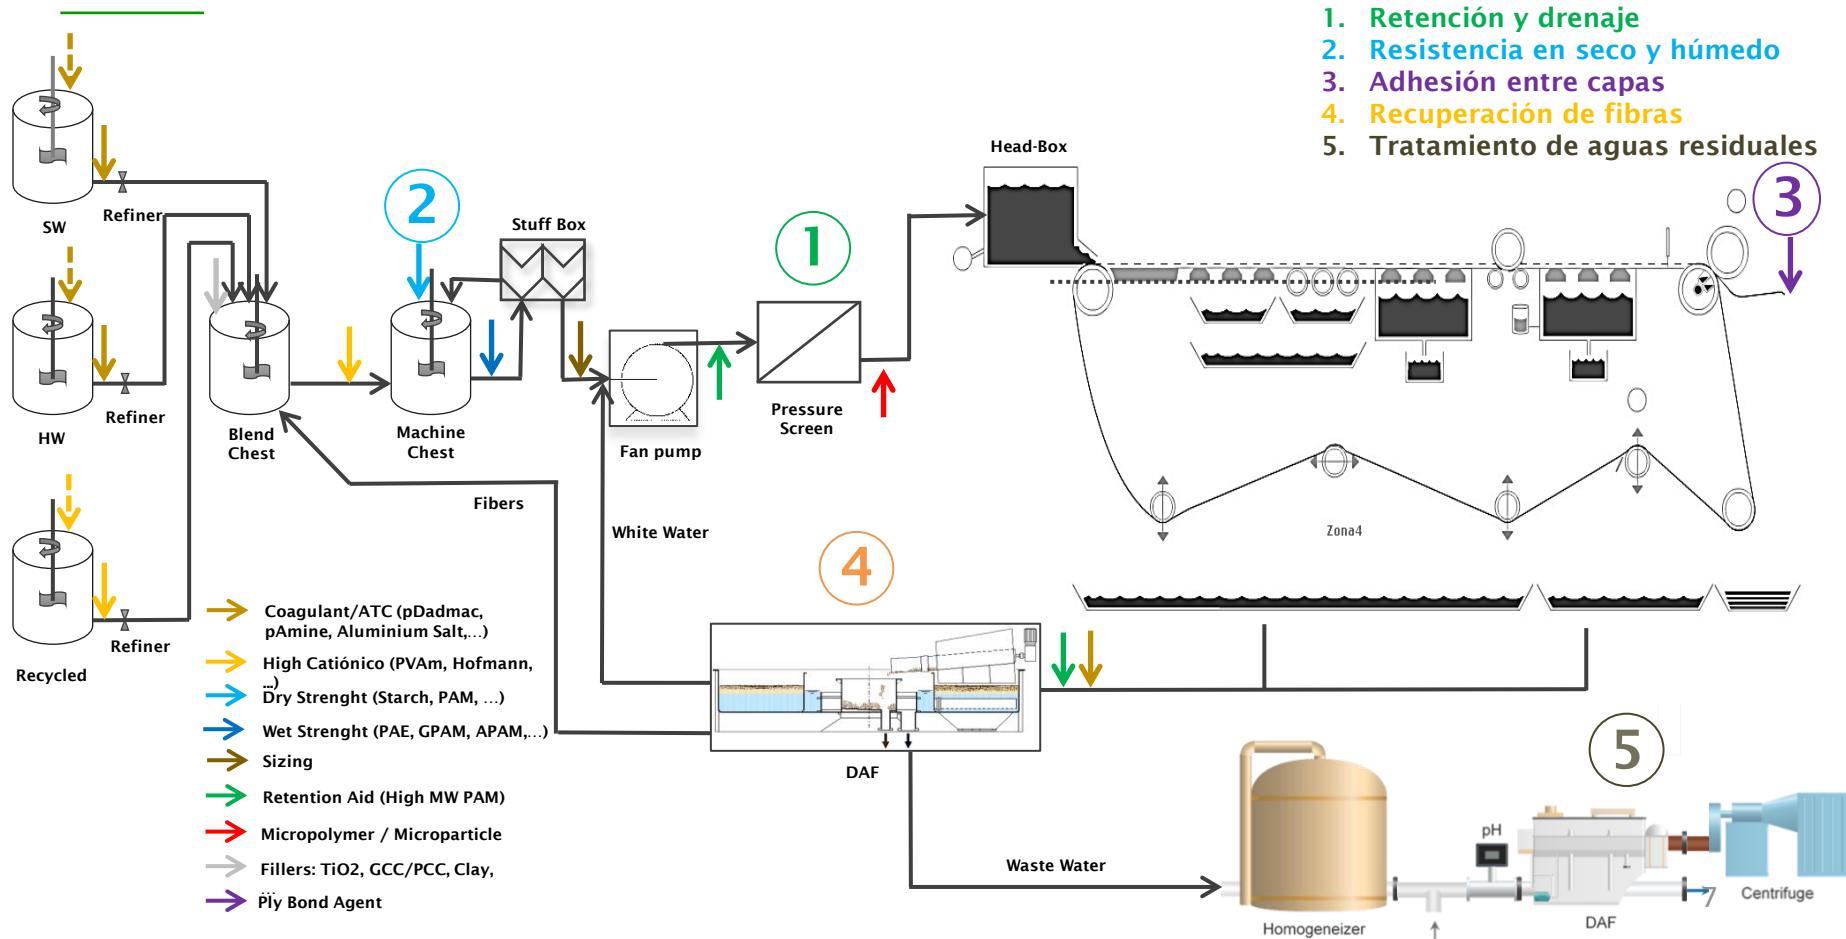 1. Retención y drenaje
2. Resistencia en seco y húmedo
3. Adhesión entre capas
4. Recuperación de fibras
5. Tratamiento de aguas residuales
Head-Box
3
2
Stuff Box
1
Refiner
SW
Refiner
HW
Blend
Chest
Machine
Chest
Fan pump
Pressure
Screen
Fibers
White Water
Zona4
4
Refiner
Recycled
Coagulant/ATC (pDadmac,
pAmine, Aluminium Salt,...)
High Catiónico (PVAm, Hofmann,
...)
Dry Strenght (Starch, PAM, ...)
Wet Strenght (PAE, GPAM, APAM,...)
Sizing
Retention Aid (High MW PAM)
Micropolymer / Microparticle
Fillers: TiO2, GCC/PCC, Clay,
...
Ply Bond Agent
DAF
5
Waste Water
pH
7
Homogeneizer
DAF
Centrifuge